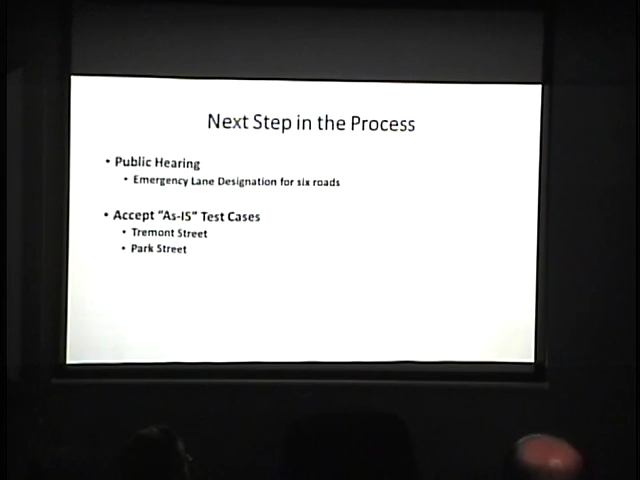 Next Step in the Process
• Public Hearing
• Emergency Lane Designation for six roads
• Accept "As-IS" Test Cases
• Tremont Street
• Park Street